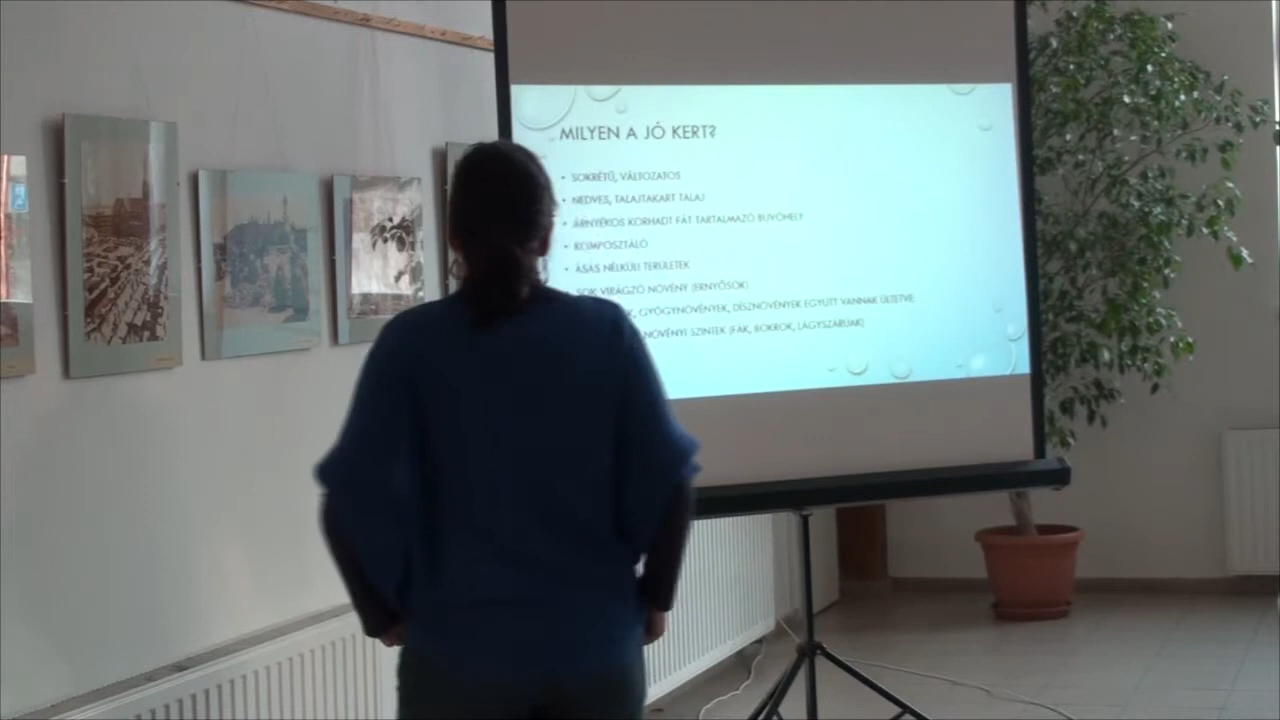 MILYEN A JÓ KERT?
• SOKRÉTŰ, VÁLTOZATOS
• NEDVES, TALAJTAKART TALAJ
• ÁRNYÉKOS KORHADT FÁT TARTALMAZÓ BÚVÓHELY
• KOMPOSZTÁLÓ
• ÁSÁS NÉLKÜLI TERÜLETEK
SOK VIRÁGZÓ NÖVÉNY (ERNYŐSÖK)
, GYÓGYNÖVÉNYEK, DÍSZNÖVÉNYEK EGYÜTT VANNAK ÜLTETVE
NÖVÉNYI SZINTEK (FÁK, BOKROK, LÁGYSZÁRÚAK)